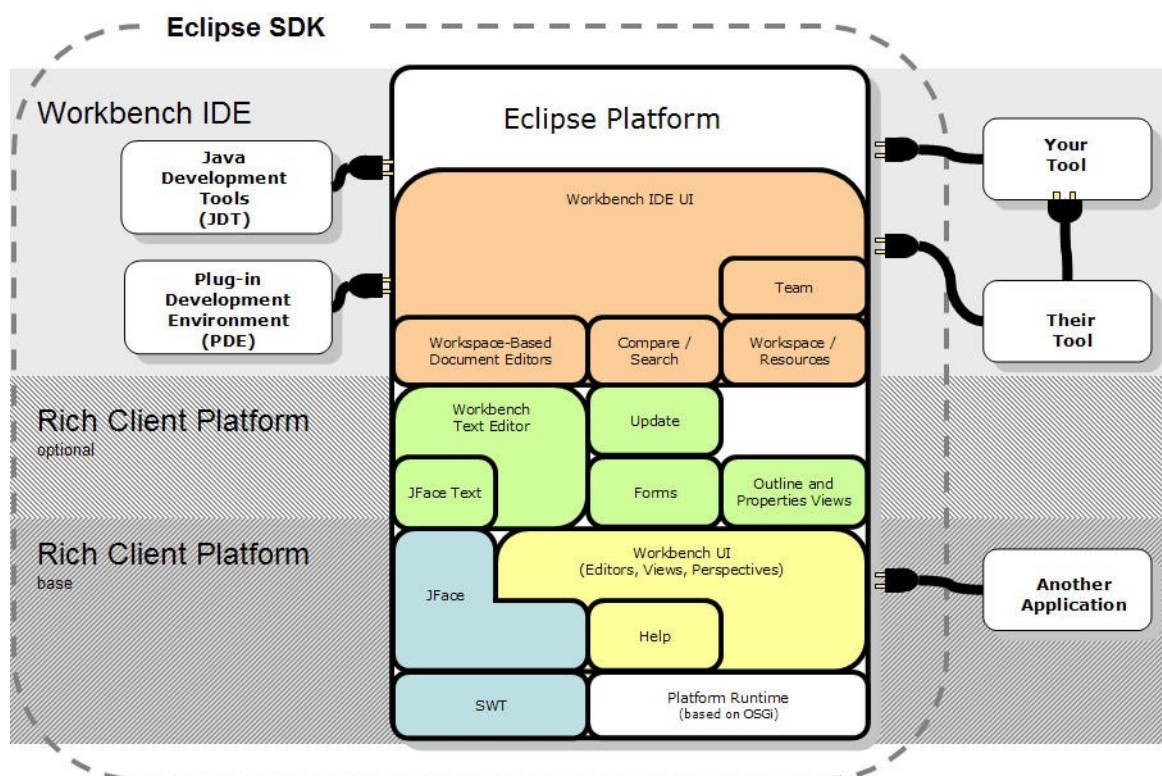 Eclipse SDK
Workbench IDE
Eclipse Platform
Java
Development
Tools
(JDT)
Your
Tool
Workbench IDE UI
Plug-in
Development
Environment
(PDE)
Team
Their
Tool
Workspace-Based
Document Editors
Compare /
Search
Workspace /
Resources
Rich Client Platform
optional
Workbench
Text Editor
Update
JFace Text
Forms
Outline and
Properties Views
Rich Client Platform
base
Workbench UI
(Editors, Views, Perspectives)
JFace
Another
Application
Help
SWT
Platform Runtime
(based on OSGi)